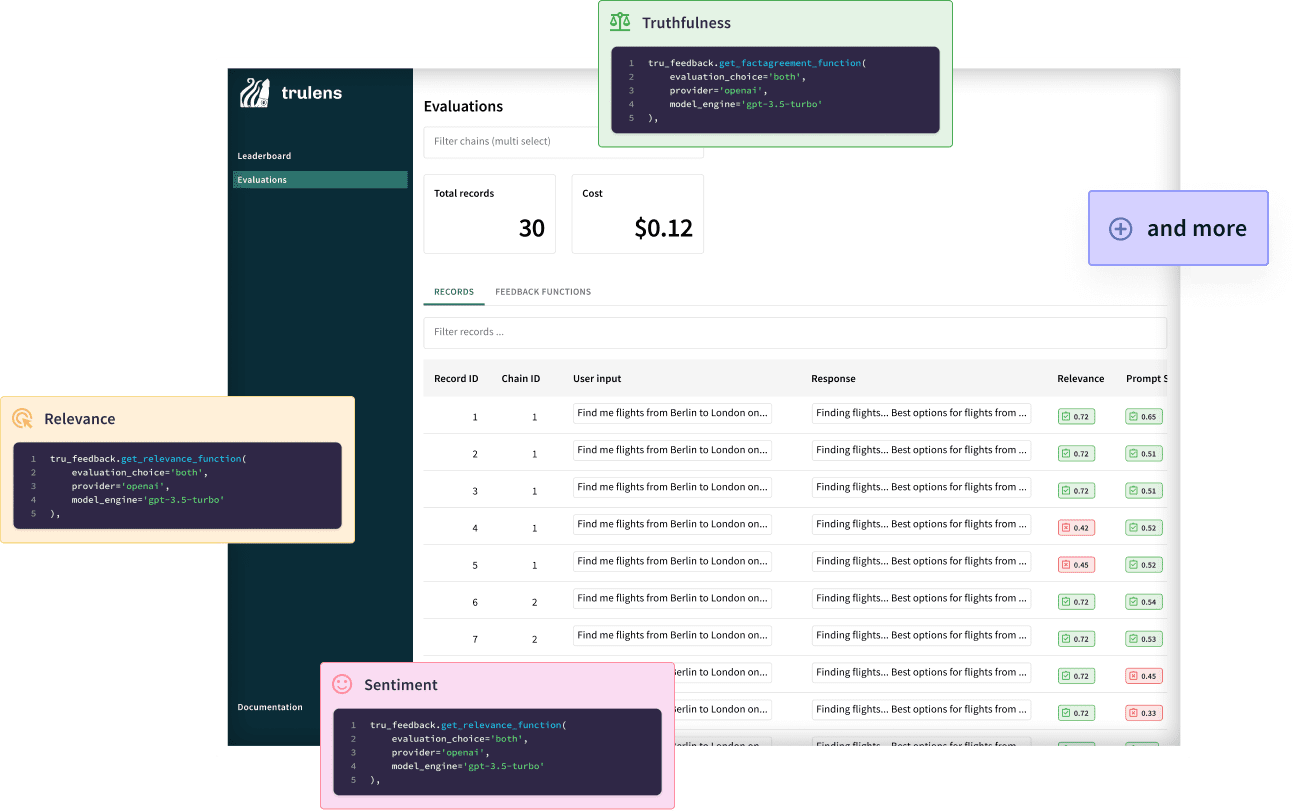 Truthfulness
1 tru_feedback.get_factagreement_function(
2 evaluation_choice='both',
3 provider='openai',
4 model_engine='gpt-3.5-turbo'
5 ),
trulens
Leaderboard
Evaluations
Documentation
Evaluations
Filter chains (multi select)
Total records
30
Cost
$0.12
and more
RECORDS FEEDBACK FUNCTIONS
Filter records ...
Record ID Chain ID User input Response Relevance Prompt S
1 1 Find me flights from Berlin to London on... Finding flights... Best options for flights from ... 0.72 0.65
2 1 Find me flights from Berlin to London on... Finding flights... Best options for flights from ... 0.72 0.51
3 1 Find me flights from Berlin to London on... Finding flights... Best options for flights from ... 0.72 0.51
4 1 Find me flights from Berlin to London on... Finding flights... Best options for flights from ... 0.42 0.52
5 1 Find me flights from Berlin to London on... Finding flights... Best options for flights from ... 0.45 0.52
6 2 Find me flights from Berlin to London on... Finding flights... Best options for flights from ... 0.72 0.54
7 2 Find me flights from Berlin to London on... Finding flights... Best options for flights from ... 0.72 0.53
from Berlin to London on... Finding flights... Best options for flights from ... 0.72 0.45
from Berlin to London on... Finding flights... Best options for flights from ... 0.72 0.33
Berlin to London on... Finding flights... Best options for flights from ...
Relevance
1 tru_feedback.get_relevance_function(
2 evaluation_choice='both',
3 provider='openai',
4 model_engine='gpt-3.5-turbo'
5 ),
Sentiment
1 tru_feedback.get_relevance_function(
2 evaluation_choice='both',
3 provider='openai',
4 model_engine='gpt-3.5-turbo'
5 ),